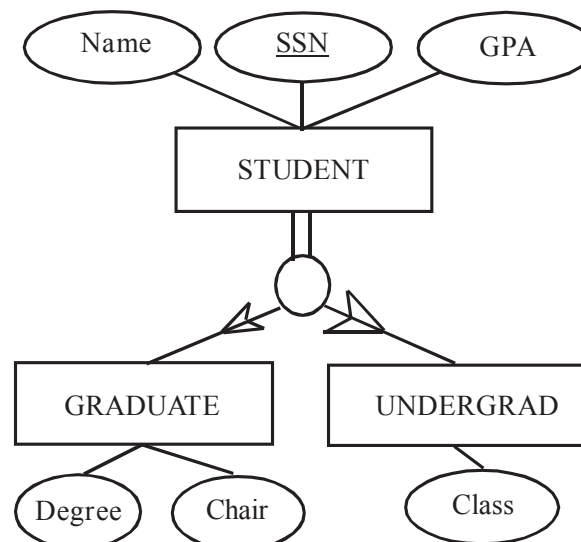 Name
SSN
GPA
STUDENT
GRADUATE
UNDERGRAD
Degree
Chair
Class